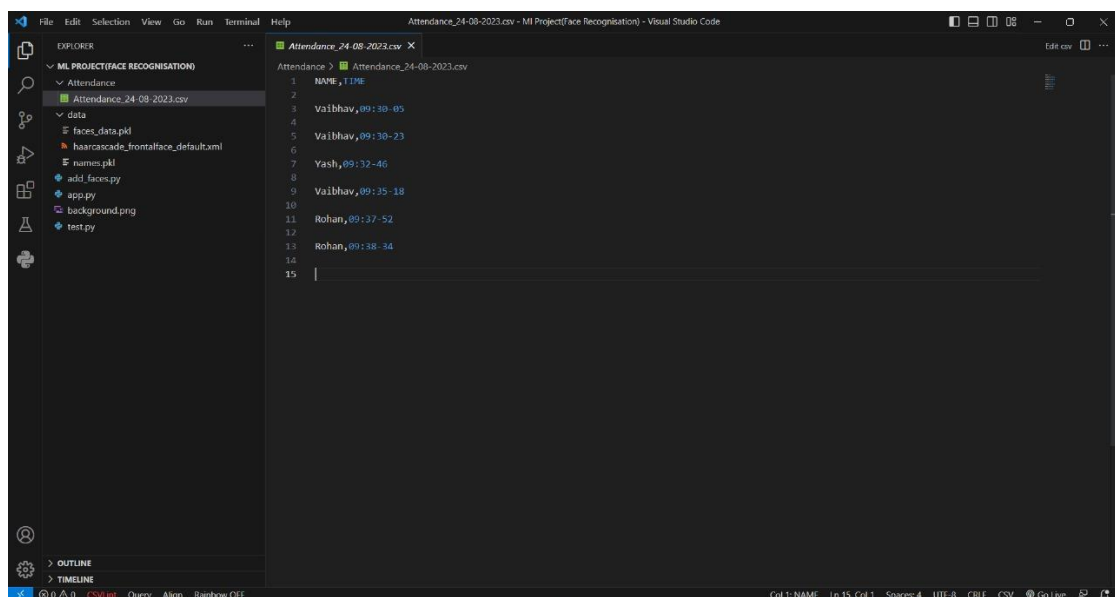 File Edit Selection View Go Run Terminal Help
Attendance_24-08-2023.csv - Ml Project(Face Recognisation) - Visual Studio Code
EXPLORER
ML PROJECT(FACE RECOGNISATION)
Attendance
Attendance_24-08-2023.csv
data
faces_data.pkl
haarcascade_frontalface_default.xml
names.pkl
add_faces.py
app.py
background.png
test.py
OUTLINE
TIMELINE
Attendance_24-08-2023.csv
Edit csv
Attendance > Attendance_24-08-2023.csv
1 NAME,TIME
2
3 Vaibhav,09:30-05
4
5 Vaibhav,09:30-23
6
7 Yash,09:32-46
8
9 Vaibhav,09:35-18
10
11 Rohan,09:37-52
12
13 Rohan,09:38-34
14
15
0 0 CSVLint Query Align Rainbow OFF
Col 1: NAME Ln 15, Col 1 Spaces: 4 UTF-8 CRLF CSV Go Live